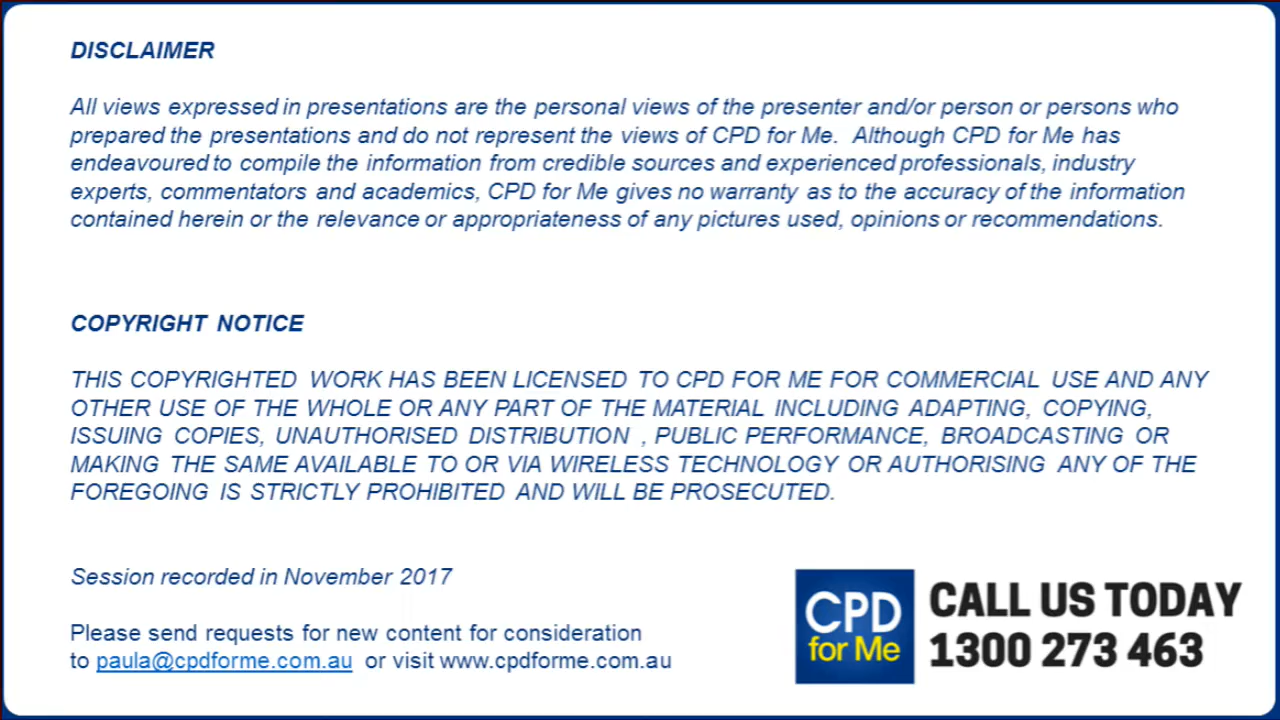 DISCLAIMER
All views expressed in presentations are the personal views of the presenter and/or person or persons who
prepared the presentations and do not represent the views of CPD for Me. Although CPD for Me has
endeavoured to compile the information from credible sources and experienced professionals, industry
experts, commentators and academics, CPD for Me gives no warranty as to the accuracy of the information
contained herein or the relevance or appropriateness of any pictures used, opinions or recommendations.
COPYRIGHT NOTICE
THIS COPYRIGHTED WORK HAS BEEN LICENSED TO CPD FOR ME FOR COMMERCIAL USE AND ANY
OTHER USE OF THE WHOLE OR ANY PART OF THE MATERIAL INCLUDING ADAPTING, COPYING,
ISSUING COPIES, UNAUTHORISED DISTRIBUTION , PUBLIC PERFORMANCE, BROADCASTING OR
MAKING THE SAME AVAILABLE TO OR VIA WIRELESS TECHNOLOGY OR AUTHORISING ANY OF THE
FOREGOING IS STRICTLY PROHIBITED AND WILL BE PROSECUTED.
Session recorded in November 2017
Please send requests for new content for consideration
to paula@cpdforme.com.au or visit www.cpdforme.com.au
CPD
for Me
CALL US TODAY
1300 273 463